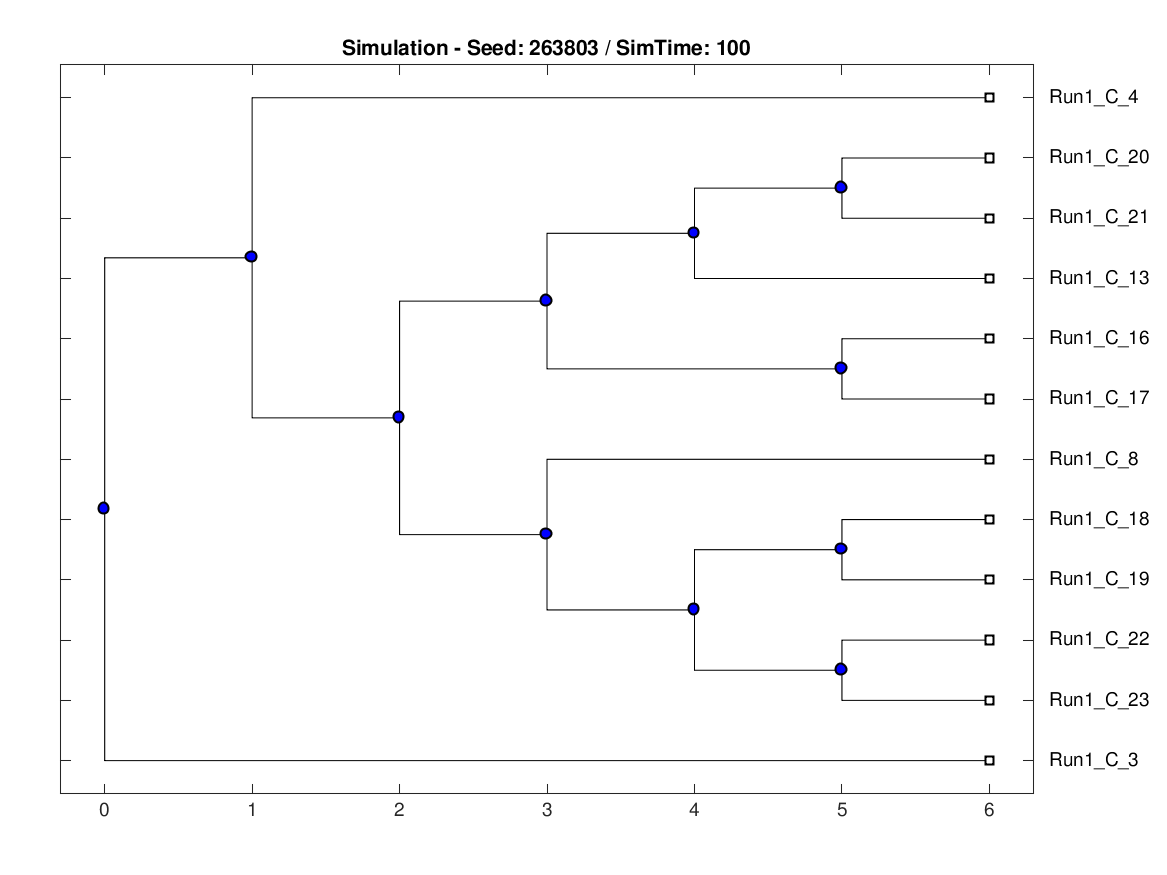 Simulation - Seed: 263803 / SimTime: 100
Run1_C_4
Run1_C_20
Run1_C_21
Run1_C_13
Run1_C_16
Run1_C_17
Run1_C_8
Run1_C_18
Run1_C_19
Run1_C_22
Run1_C_23
Run1_C_3
0 1 2 3 4 5 6